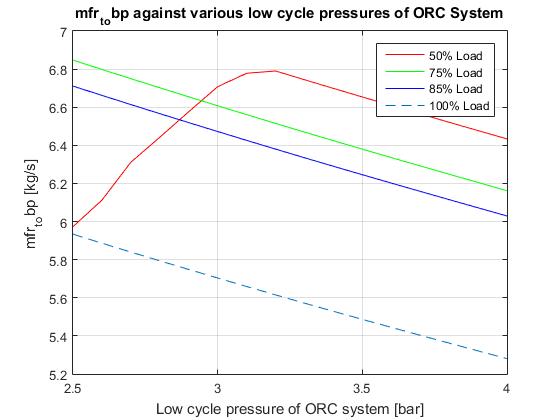 mfr_to bp against various low cycle pressures of ORC System
7
6.8
6.6
6.4
6.2
6
5.8
5.6
5.4
5.2
mfr_to bp [kg/s]
50% Load
75% Load
85% Load
100% Load
2.5 3 3.5 4
Low cycle pressure of ORC system [bar]